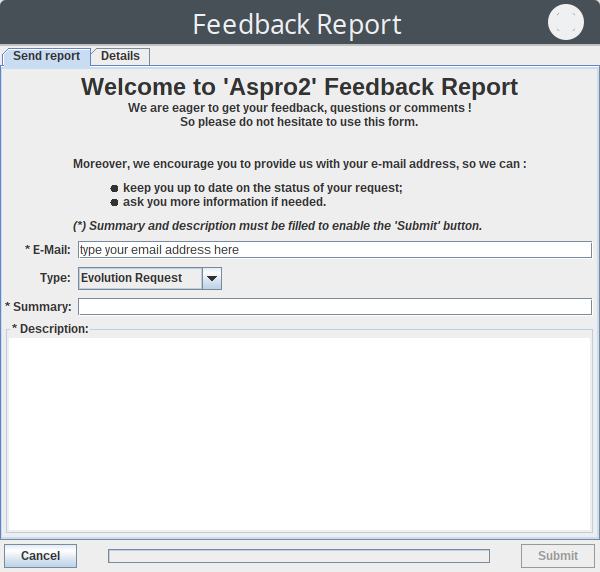 Feedback Report
Send report Details
Welcome to 'Aspro2' Feedback Report
We are eager to get your feedback, questions or comments !
So please do not hesitate to use this form.
Moreover, we encourage you to provide us with your e-mail address, so we can :
keep you up to date on the status of your request;
ask you more information if needed.
(*) Summary and description must be filled to enable the 'Submit' button.
* E-Mail: type your email address here
Type: Evolution Request
* Summary:
* Description:
Cancel Submit